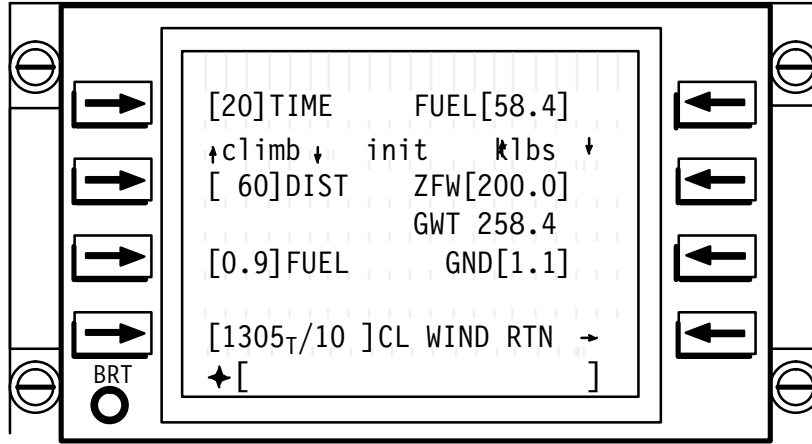 [20]TIME FUEL[58.4]
↑climb↓ init klbs ↓
[ 60]DIST ZFW[200.0]
GWT 258.4
[0.9]FUEL GND[1.1]
[1305T/10 ]CL WIND RTN →
✦[ ]
BRT